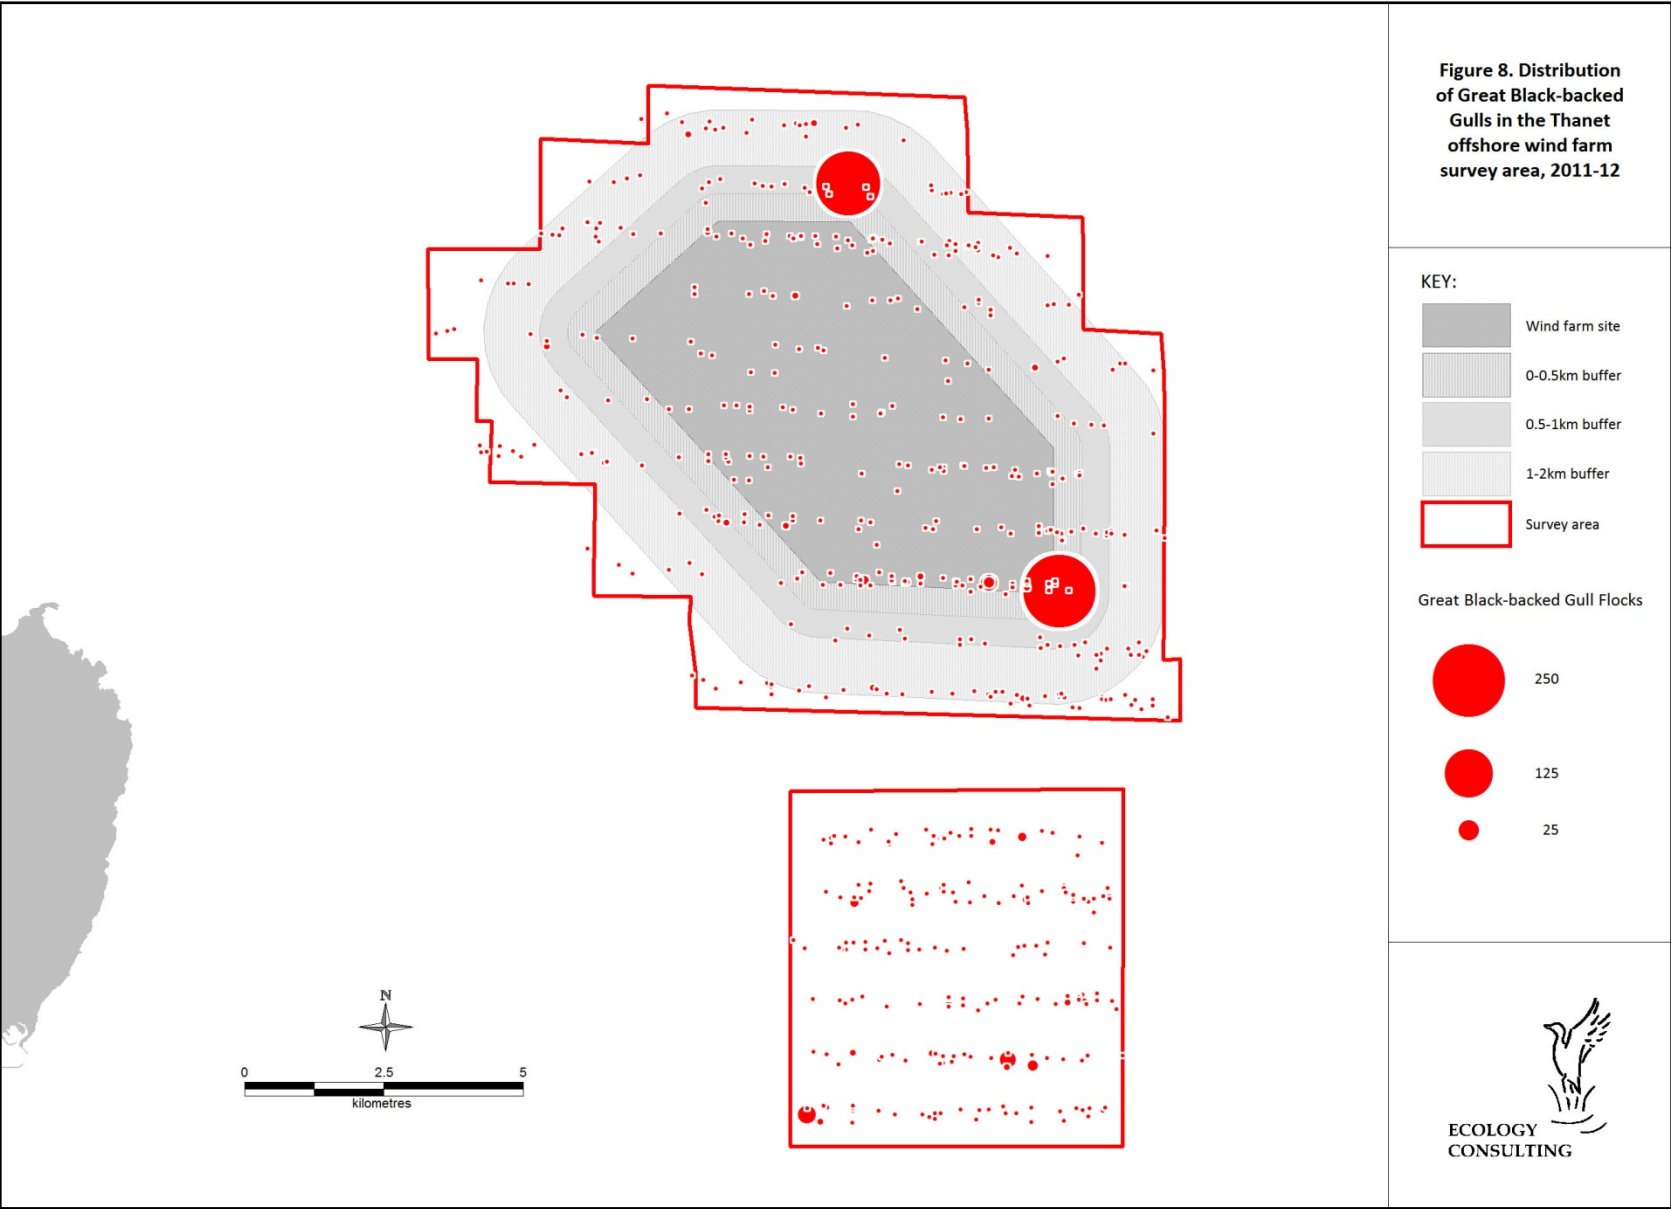 Figure 8. Distribution
of Great Black-backed
Gulls in the Thanet
offshore wind farm
survey area, 2011-12
KEY:
Wind farm site
0-0.5km buffer
0.5-1km buffer
1-2km buffer
Survey area
Great Black-backed Gull Flocks
250
125
25
N
0 2.5 5
kilometres
ECOLOGY
CONSULTING